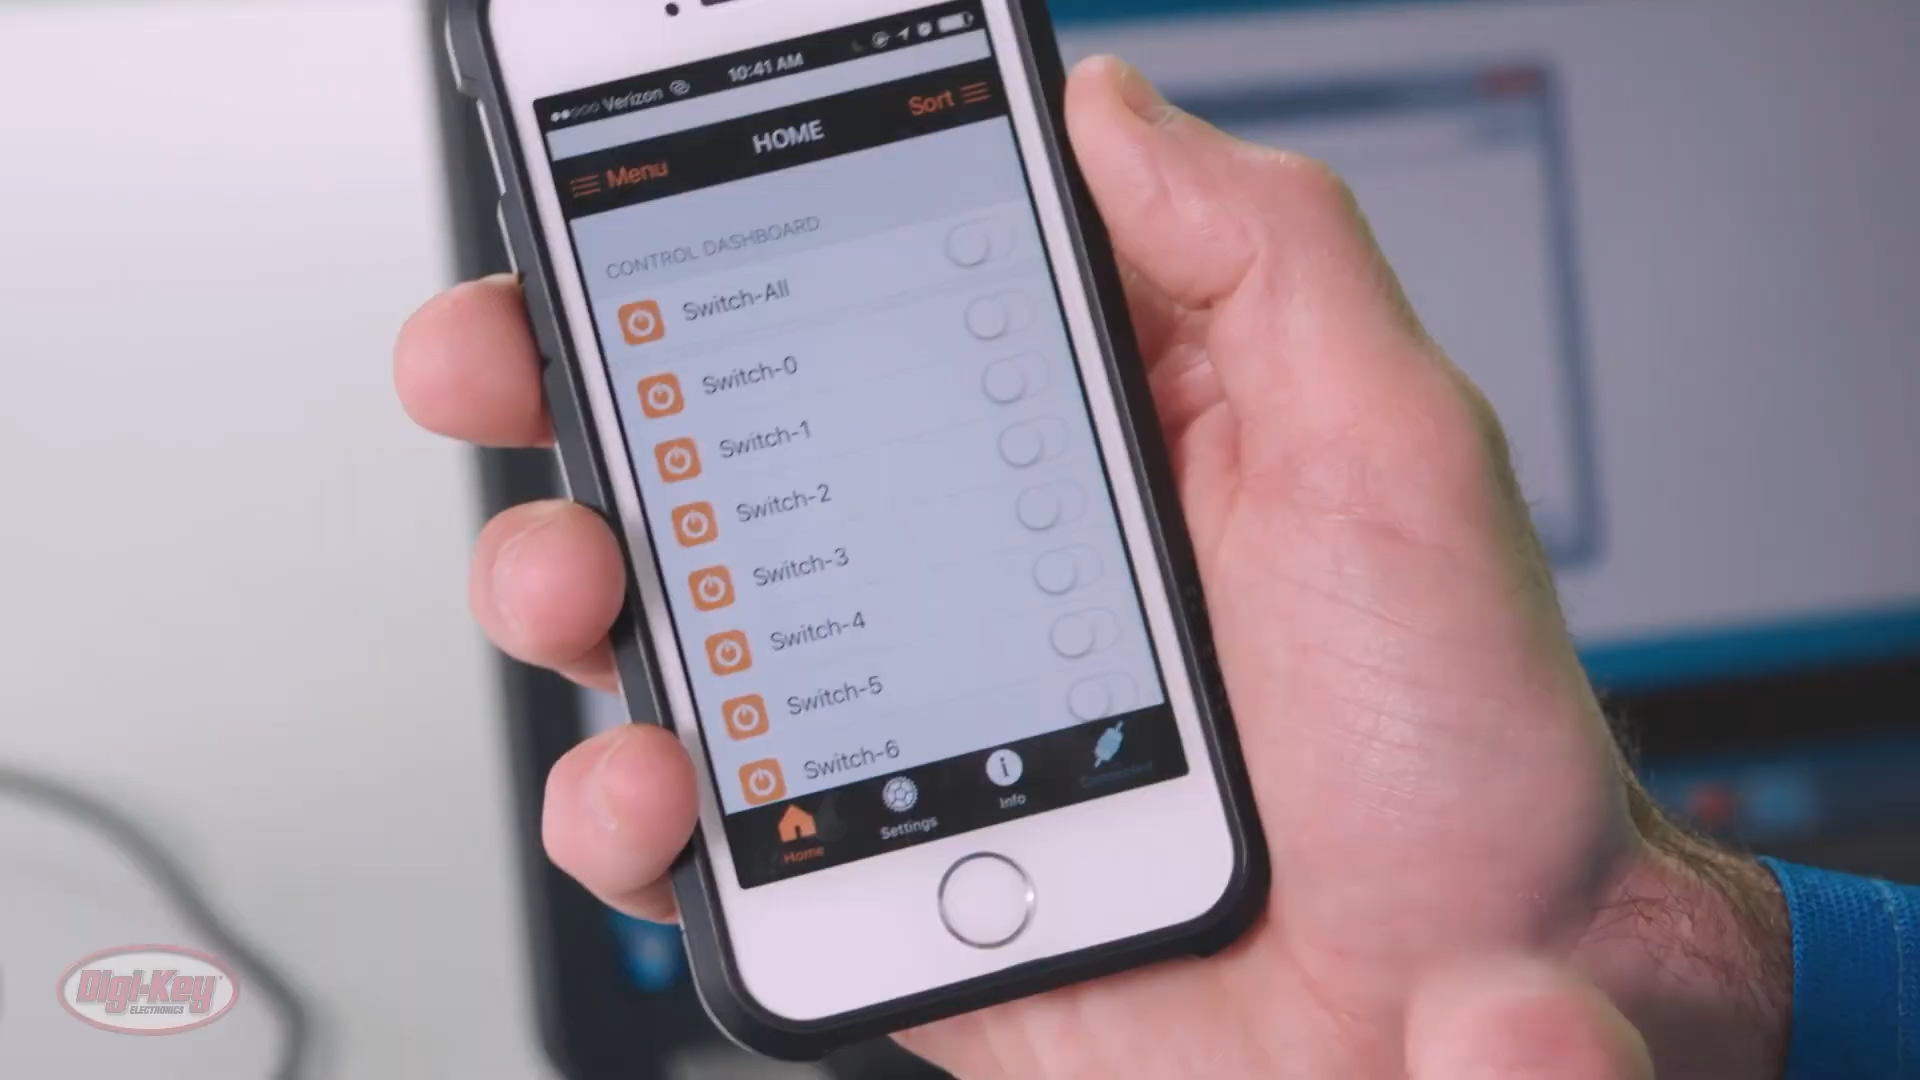 Verizon 10:41 AM
Menu HOME Sort
CONTROL DASHBOARD
Switch-All
Switch-0
Switch-1
Switch-2
Switch-3
Switch-4
Switch-5
Switch-6
Home Settings Info Connected
Digi-Key
ELECTRONICS